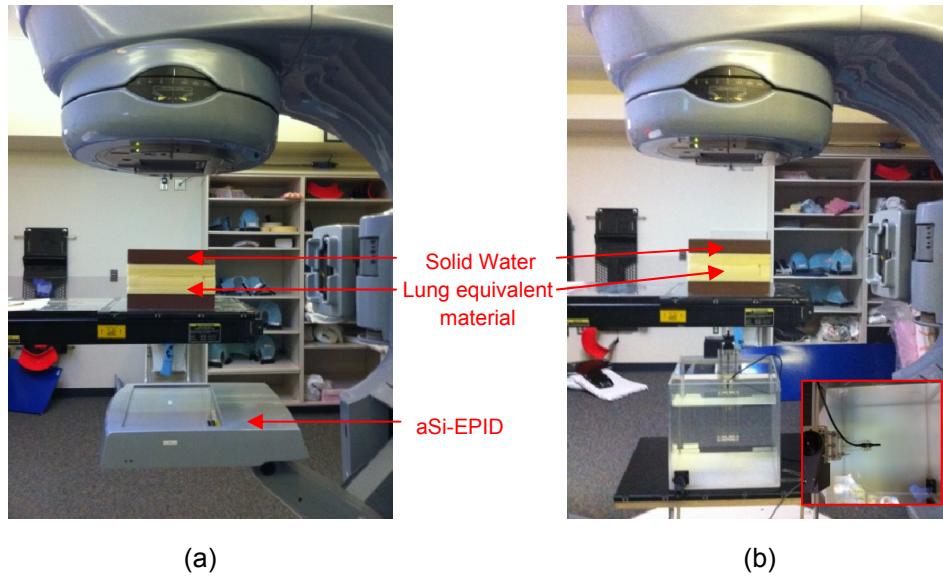 Solid Water
Lung equivalent
material
aSi-EPID
(a)
(b)